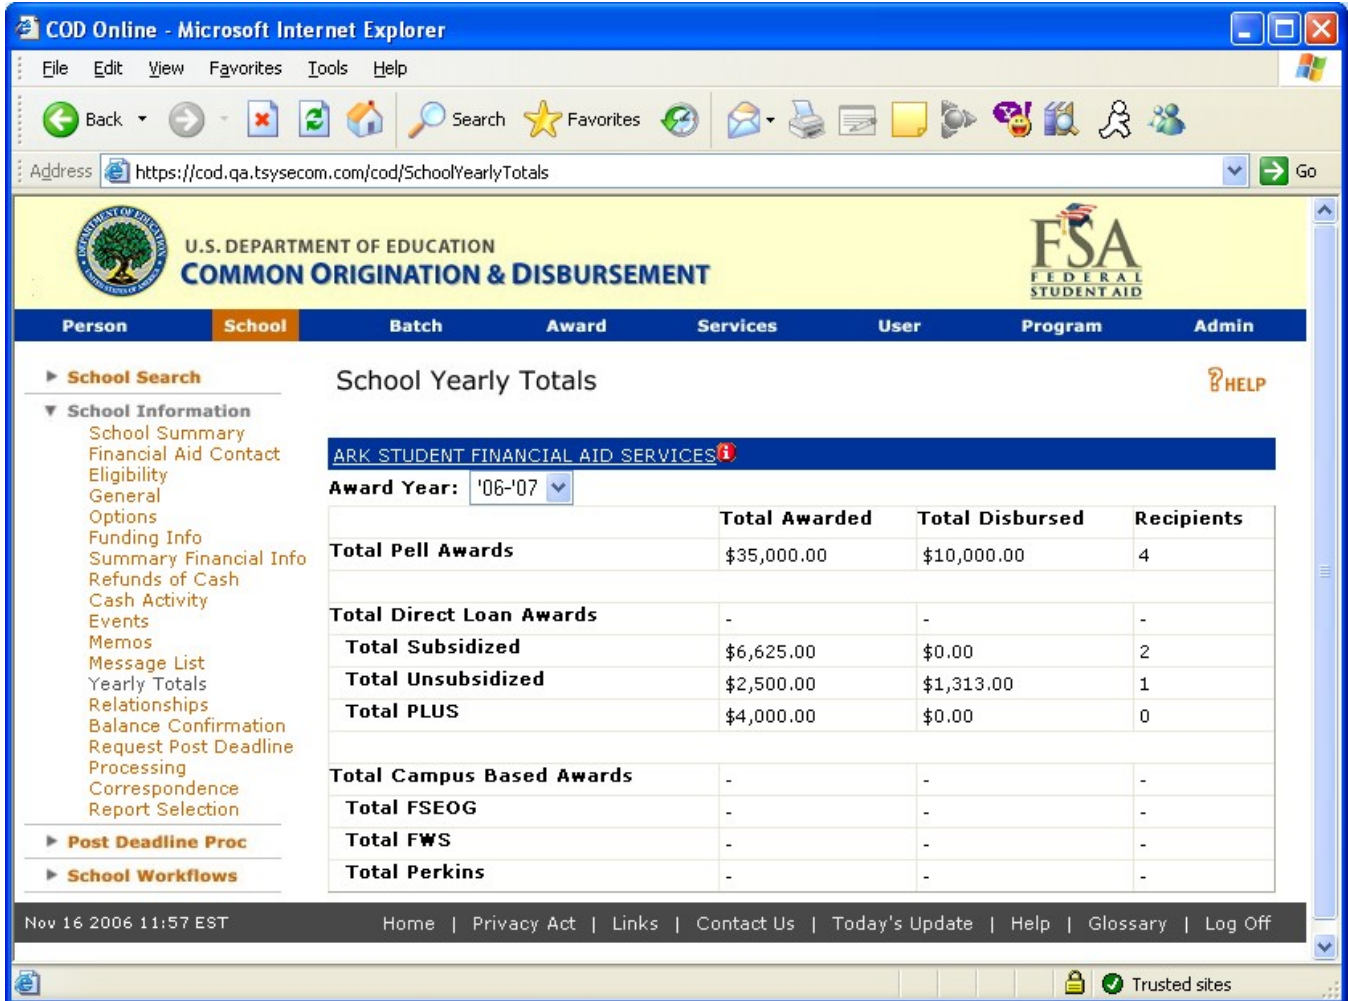 COD Online - Microsoft Internet Explorer
File Edit View Favorites Tools Help
Back Search Favorites
Address https://cod.qa.tsysecom.com/cod/SchoolYearlyTotals Go
U.S. DEPARTMENT OF EDUCATION
COMMON ORIGINATION & DISBURSEMENT
FSA
FEDERAL
STUDENT AID
Person School Batch Award Services User Program Admin
School Search
School Information
School Summary
Financial Aid Contact
Eligibility
General
Options
Funding Info
Summary Financial Info
Refunds of Cash
Cash Activity
Events
Memos
Message List
Yearly Totals
Relationships
Balance Confirmation
Request Post Deadline
Processing
Correspondence
Report Selection
Post Deadline Proc
School Workflows
School Yearly Totals
?HELP
ARK STUDENT FINANCIAL AID SERVICES
Award Year: '06-'07
Total Awarded Total Disbursed Recipients
Total Pell Awards $35,000.00 $10,000.00 4
Total Direct Loan Awards - - -
Total Subsidized $6,625.00 $0.00 2
Total Unsubsidized $2,500.00 $1,313.00 1
Total PLUS $4,000.00 $0.00 0
Total Campus Based Awards - - -
Total FSEOG - - -
Total FWS - - -
Total Perkins - - -
Nov 16 2006 11:57 EST Home | Privacy Act | Links | Contact Us | Today's Update | Help | Glossary | Log Off
Trusted sites